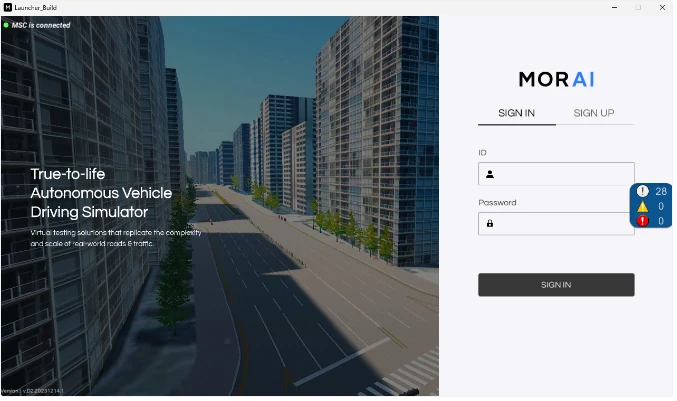 Launcher_Build
MSC is connected
MORAI
SIGN IN
SIGN UP
ID
Password
28
0
0
SIGN IN
True-to-life
Autonomous Vehicle
Driving Simulator
Virtual testing solutions that replicate the complexity
and scale of real-world roads & traffic.
Version : v.02.20231214.1